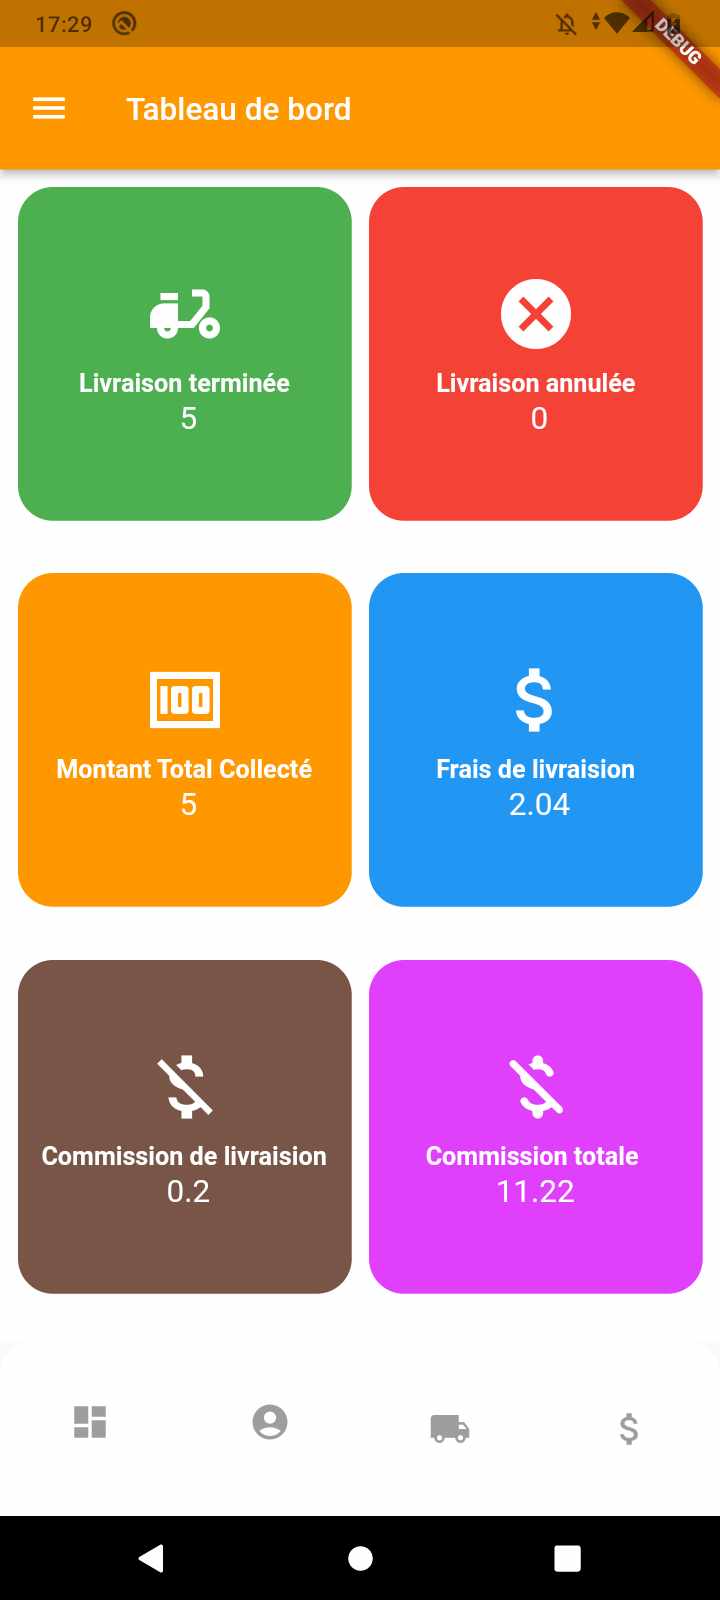 17:29
DEBUG
Tableau de bord
Livraison terminée
5
Livraison annulée
0
100
Montant Total Collecté
5
Frais de livraision
2.04
Commission de livraision
0.2
Commission totale
11.22